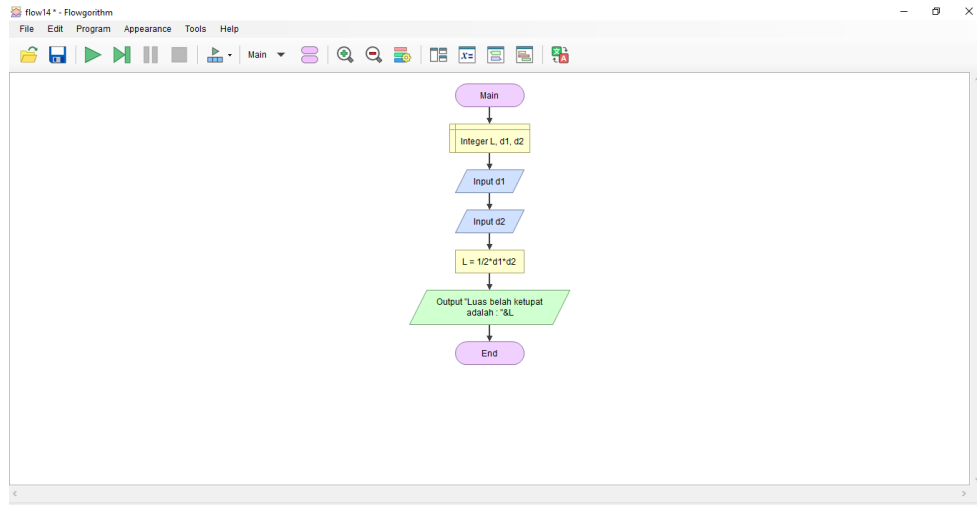 flow14 * - Flowgorithm
File Edit Program Appearance Tools Help
Main
Main
Integer L, d1, d2
Input d1
Input d2
L = 1/2*d1*d2
Output "Luas belah ketupat
adalah : "&L
End